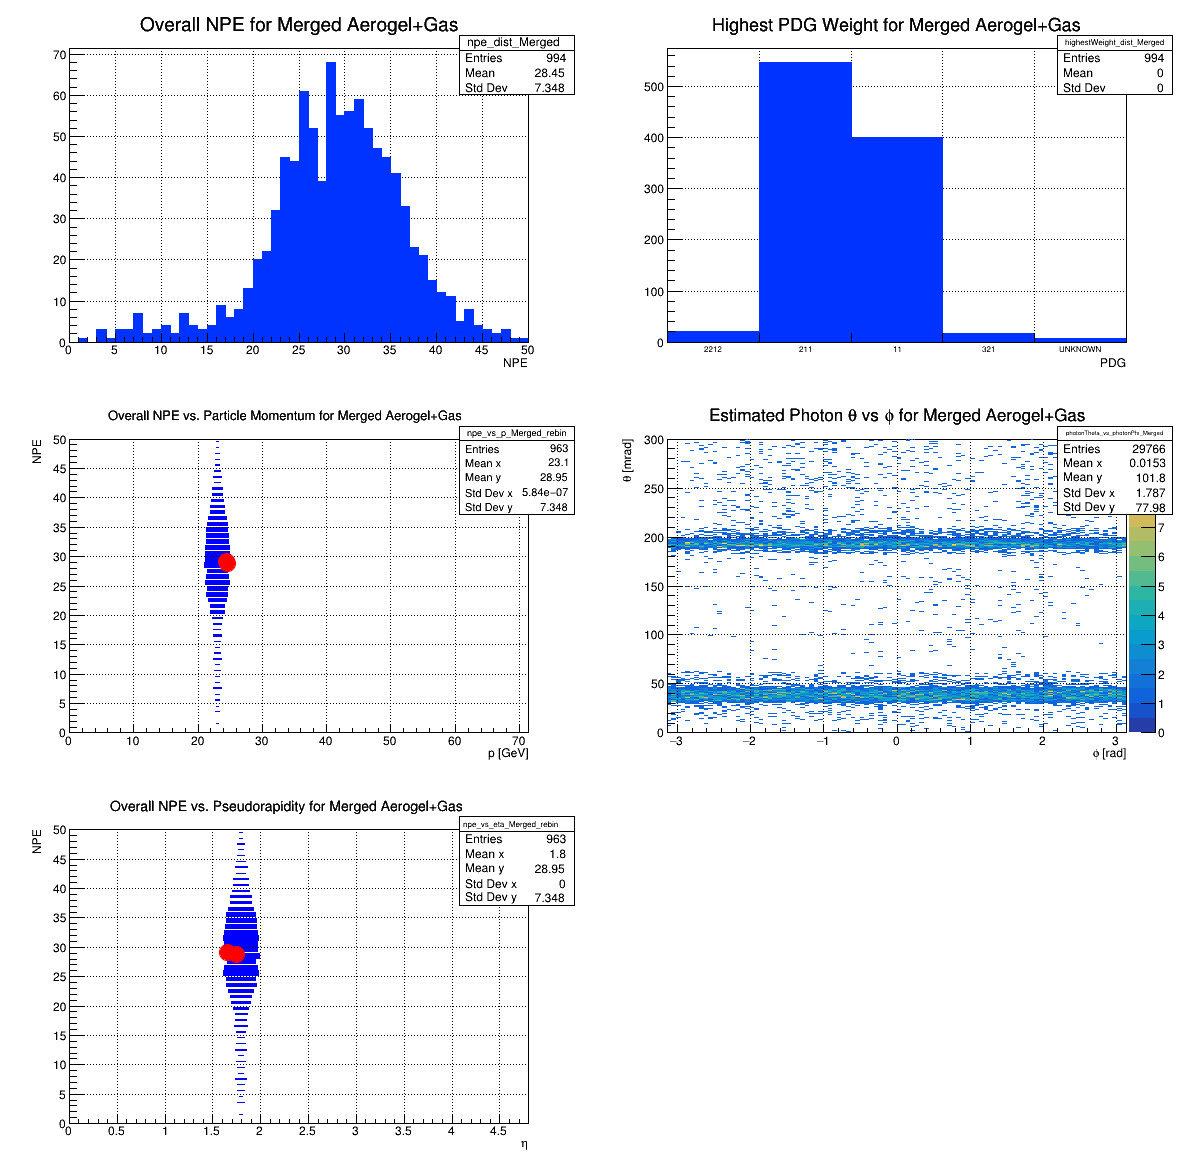 Overall NPE for Merged Aerogel+Gas
npe_dist_Merged
Entries 994
Mean 28.45
Std Dev 7.348
70
60
50
40
30
20
10
0
0 5 10 15 20 25 30 35 40 45 50
NPE
Highest PDG Weight for Merged Aerogel+Gas
highestWeight_dist_Merged
Entries 994
Mean 0
Std Dev 0
500
400
300
200
100
0
2212 211 11 321 UNKNOWN
PDG
Overall NPE vs. Particle Momentum for Merged Aerogel+Gas
npe_vs_p_Merged_rebin
Entries 963
Mean x 23.1
Mean y 28.95
Std Dev x 5.84e-07
Std Dev y 7.348
NPE
50
45
40
35
30
25
20
15
10
5
0
0 10 20 30 40 50 60 70
p [GeV]
Estimated Photon θ vs ϕ for Merged Aerogel+Gas
photonTheta_vs_photonPhi_Merged
Entries 29766
Mean x 0.0153
Mean y 101.8
Std Dev x 1.787
Std Dev y 77.98
θ [mrad]
300
250
200
150
100
50
0
−3 −2 −1 0 1 2 3
ϕ [rad]
7
6
5
4
3
2
1
0
Overall NPE vs. Pseudorapidity for Merged Aerogel+Gas
npe_vs_eta_Merged_rebin
Entries 963
Mean x 1.8
Mean y 28.95
Std Dev x 0
Std Dev y 7.348
NPE
50
45
40
35
30
25
20
15
10
5
0
0 0.5 1 1.5 2 2.5 3 3.5 4 4.5
η